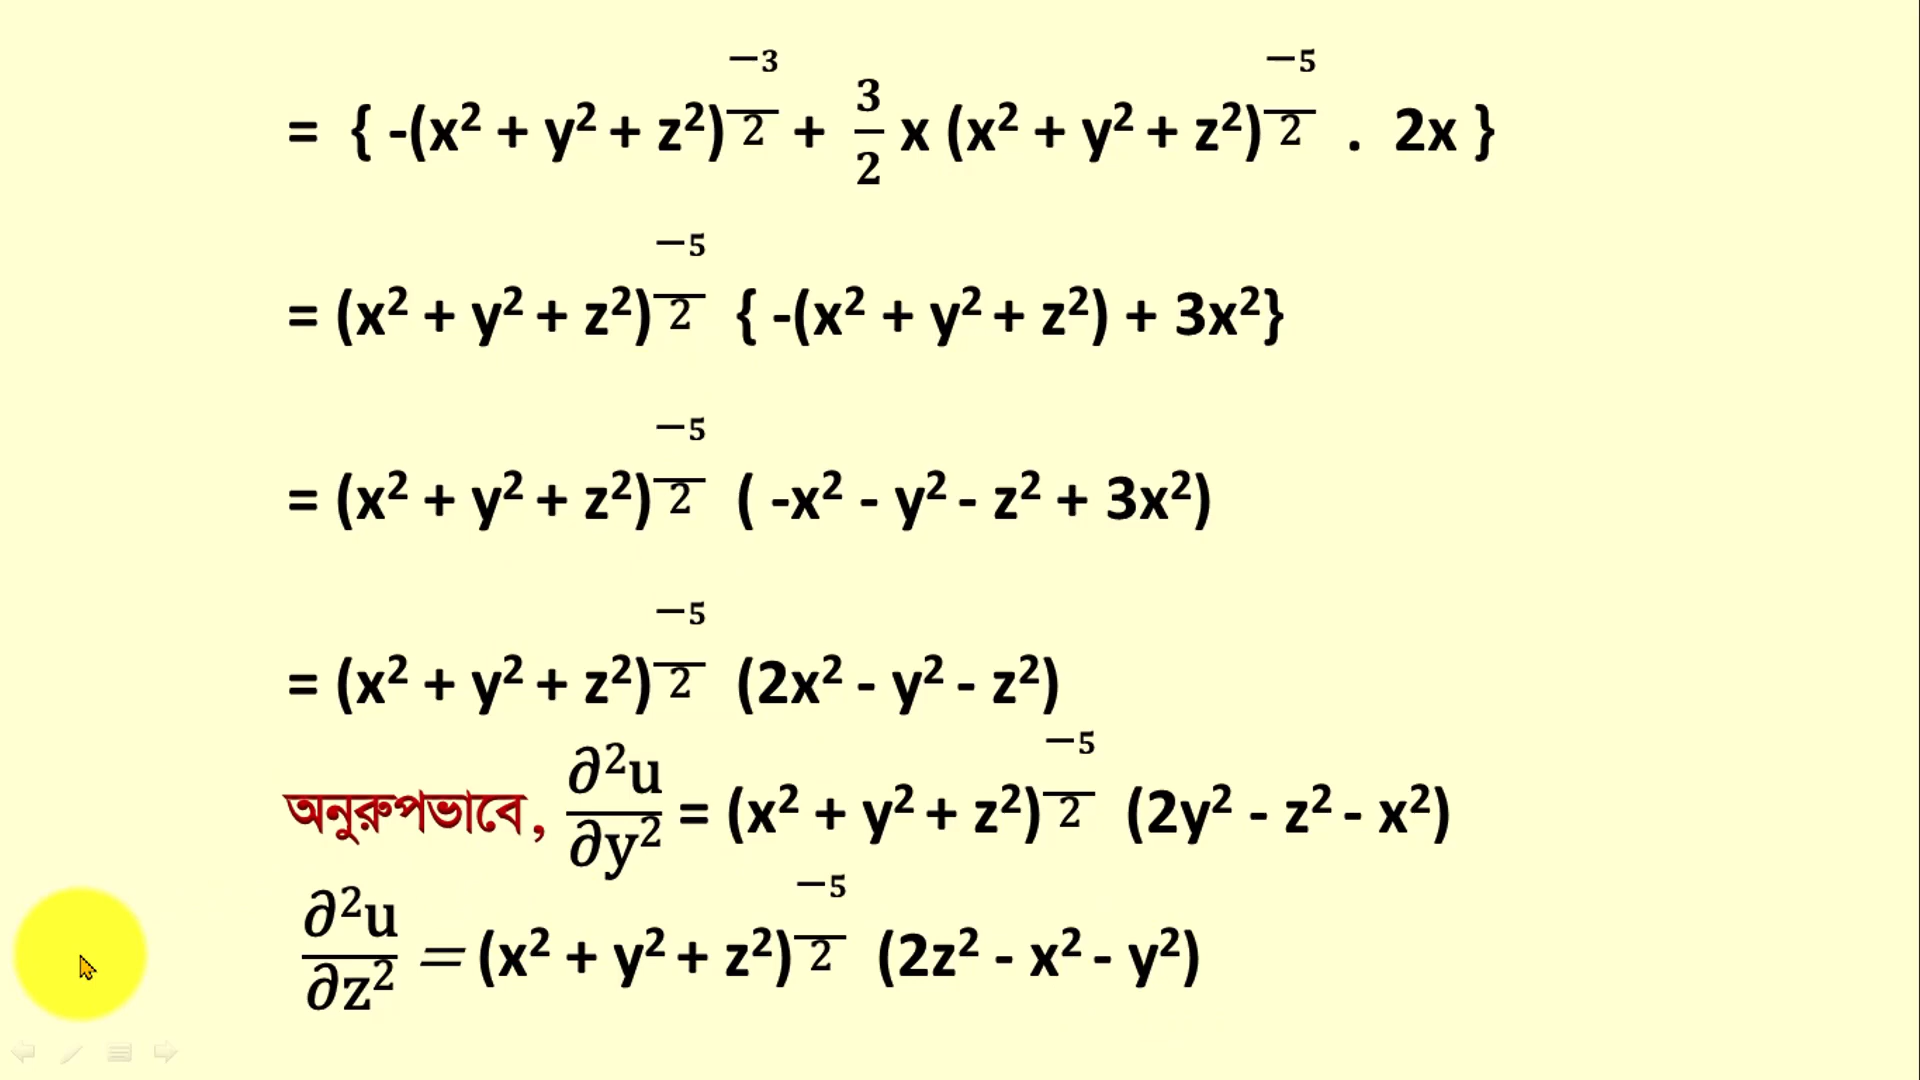 = { -(x² + y² + z²)^(−3/2) + 3/2 x (x² + y² + z²)^(−5/2) . 2x }
= (x² + y² + z²)^(−5/2) { -(x² + y² + z²) + 3x²}
= (x² + y² + z²)^(−5/2) ( -x² - y² - z² + 3x²)
= (x² + y² + z²)^(−5/2) (2x² - y² - z²)
অনুরুপভাবে, ∂²u/∂y² = (x² + y² + z²)^(−5/2) (2y² - z² - x²)
∂²u/∂z² = (x² + y² + z²)^(−5/2) (2z² - x² - y²)